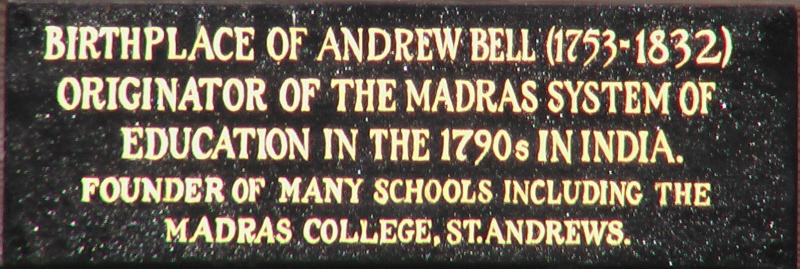 BIRTHPLACE OF ANDREW BELL (1753-1832)
ORIGINATOR OF THE MADRAS SYSTEM OF
EDUCATION IN THE 1790s IN INDIA.
FOUNDER OF MANY SCHOOLS INCLUDING THE
MADRAS COLLEGE, ST.ANDREWS.